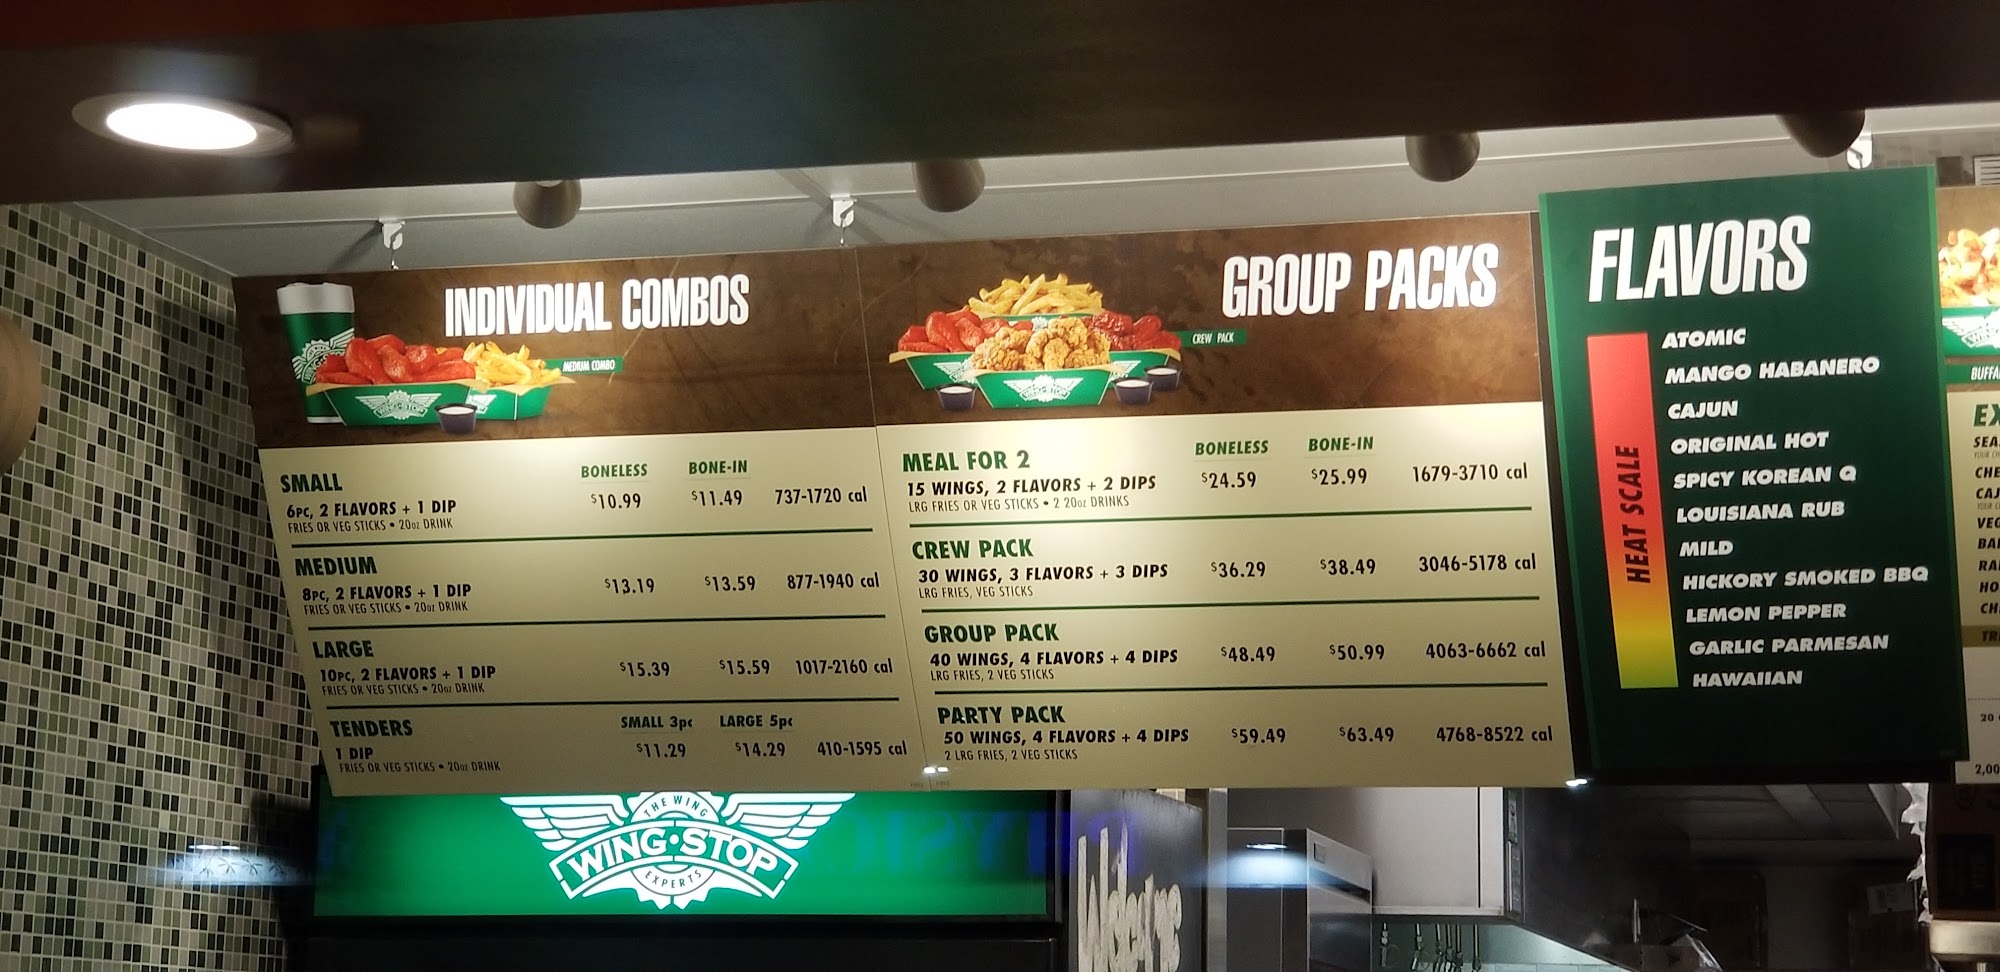 INDIVIDUAL COMBOS
MEDIUM COMBO
BONELESS BONE-IN
SMALL
6PC, 2 FLAVORS + 1 DIP $10.99 $11.49 737-1720 cal
FRIES OR VEG STICKS • 20oz DRINK
MEDIUM
8PC, 2 FLAVORS + 1 DIP $13.19 $13.59 877-1940 cal
FRIES OR VEG STICKS • 20oz DRINK
LARGE
10PC, 2 FLAVORS + 1 DIP $15.39 $15.59 1017-2160 cal
FRIES OR VEG STICKS • 20oz DRINK
TENDERS SMALL 3pc LARGE 5pc
1 DIP $11.29 $14.29 410-1595 cal
FRIES OR VEG STICKS • 20oz DRINK
GROUP PACKS
CREW PACK
MEAL FOR 2 BONELESS BONE-IN
15 WINGS, 2 FLAVORS + 2 DIPS $24.59 $25.99 1679-3710 cal
LRG FRIES OR VEG STICKS • 2 20oz DRINKS
CREW PACK
30 WINGS, 3 FLAVORS + 3 DIPS $36.29 $38.49 3046-5178 cal
LRG FRIES, VEG STICKS
GROUP PACK
40 WINGS, 4 FLAVORS + 4 DIPS $48.49 $50.99 4063-6662 cal
LRG FRIES, 2 VEG STICKS
PARTY PACK
50 WINGS, 4 FLAVORS + 4 DIPS $59.49 $63.49 4768-8522 cal
2 LRG FRIES, 2 VEG STICKS
FLAVORS
HEAT SCALE
ATOMIC
MANGO HABANERO
CAJUN
ORIGINAL HOT
SPICY KOREAN Q
LOUISIANA RUB
MILD
HICKORY SMOKED BBQ
LEMON PEPPER
GARLIC PARMESAN
HAWAIIAN
THE WING
WING·STOP
EXPERTS